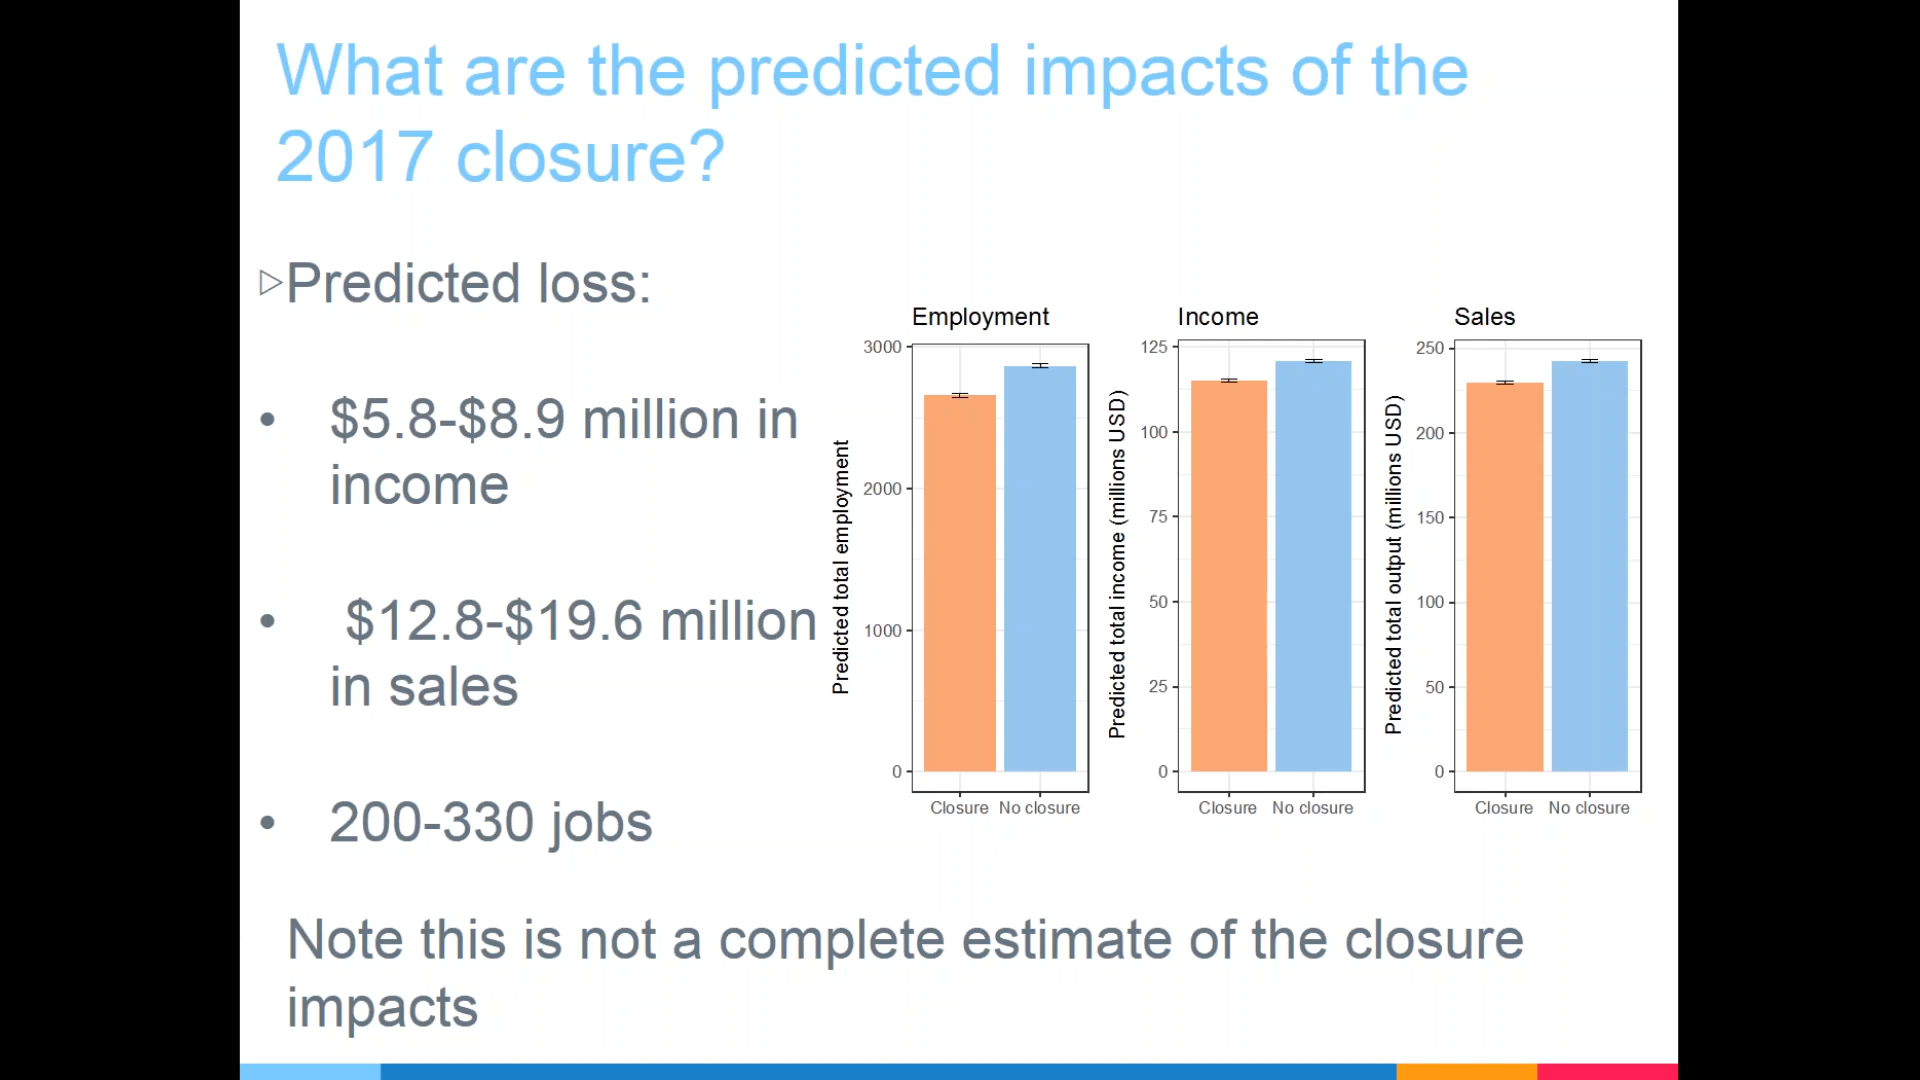 What are the predicted impacts of the
2017 closure?
▷Predicted loss:
• $5.8-$8.9 million in
income
• $12.8-$19.6 million
in sales
• 200-330 jobs
Note this is not a complete estimate of the closure
impacts
Employment
Predicted total employment
3000
2000
1000
0
Closure No closure
Income
Predicted total income (millions USD)
125
100
75
50
25
0
Closure No closure
Sales
Predicted total output (millions USD)
250
200
150
100
50
0
Closure No closure